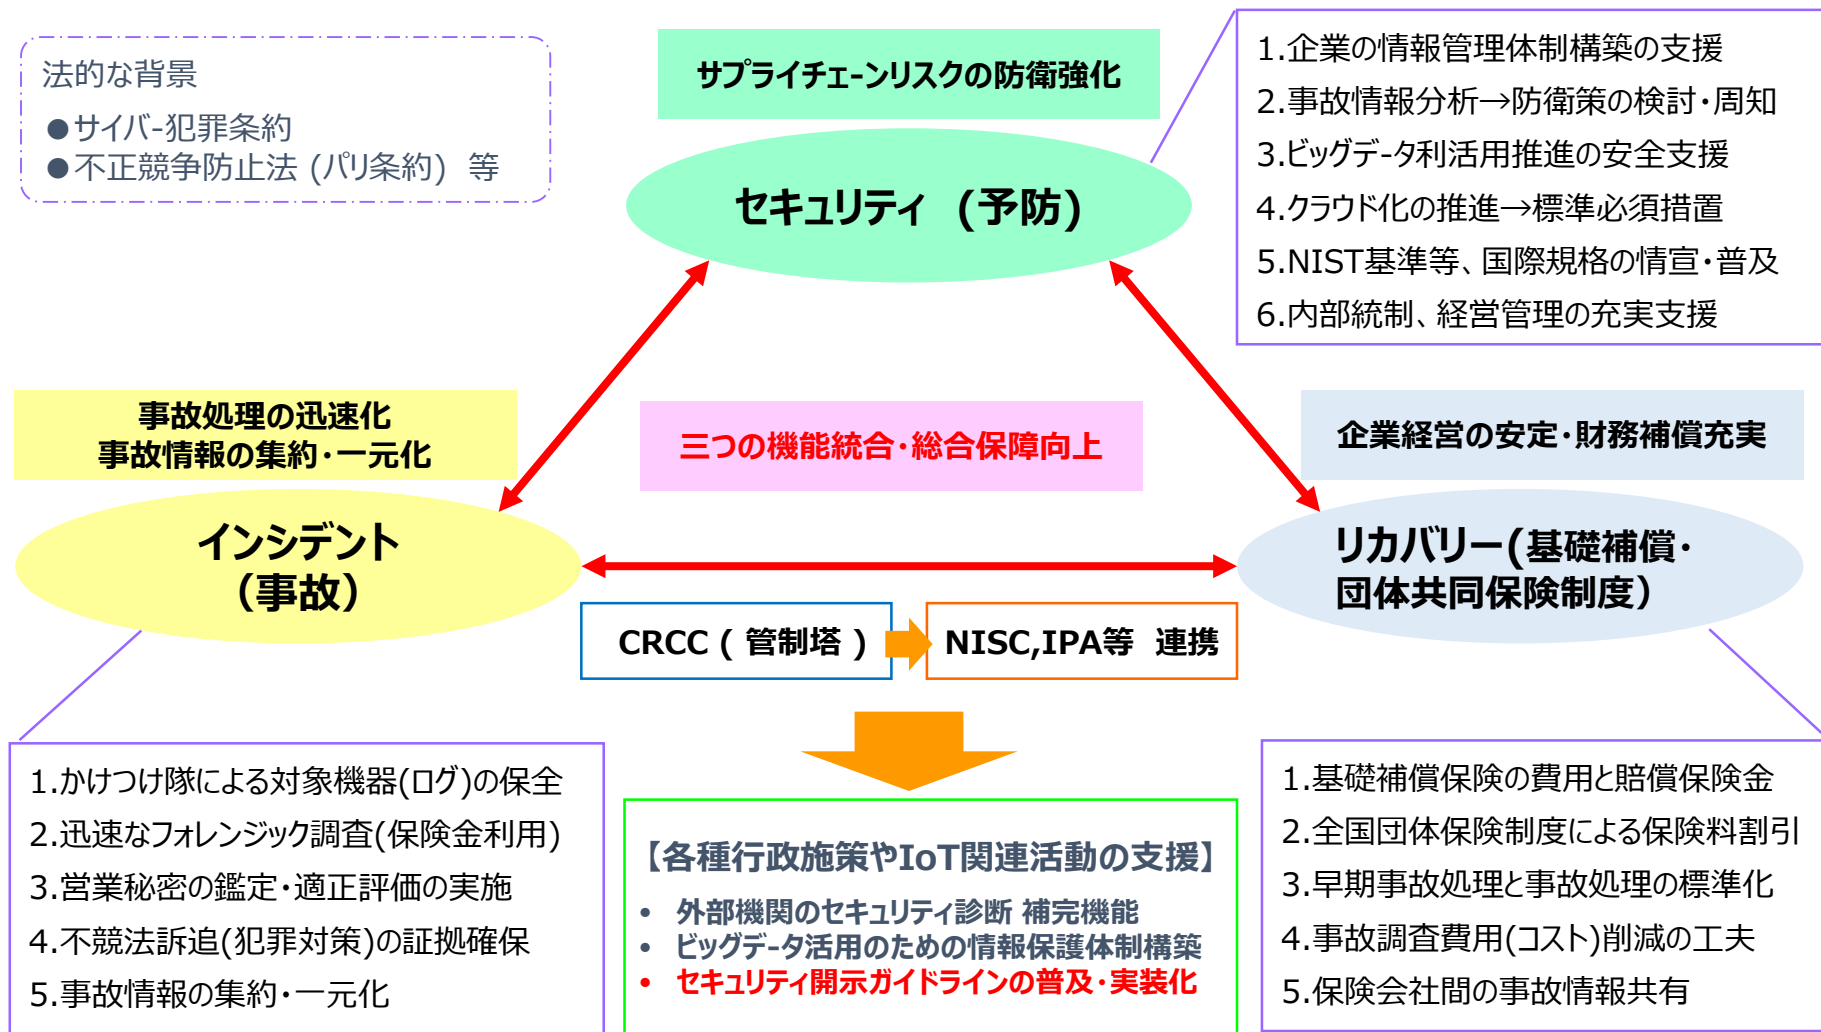 法的な背景
●サイバｰ犯罪条約
●不正競争防止法 (パリ条約) 等
サプライチェｰンリスクの防衛強化
セキュリティ (予防)
1.企業の情報管理体制構築の支援
2.事故情報分析→防衛策の検討・周知
3.ビッグデｰタ利活用推進の安全支援
4.クラウド化の推進→標準必須措置
5.NIST基準等、国際規格の情宣・普及
6.内部統制、経営管理の充実支援
事故処理の迅速化
事故情報の集約・一元化
三つの機能統合・総合保障向上
企業経営の安定・財務補償充実
インシデント
(事故)
リカバリー(基礎補償・
団体共同保険制度)
CRCC ( 管制塔 )
NISC,IPA等 連携
1.かけつけ隊による対象機器(ログ)の保全
2.迅速なフォレンジック調査(保険金利用)
3.営業秘密の鑑定・適正評価の実施
4.不競法訴追(犯罪対策)の証拠確保
5.事故情報の集約・一元化
【各種行政施策やIoT関連活動の支援】
• 外部機関のセキュリティ診断 補完機能
• ビッグデｰタ活用のための情報保護体制構築
• セキュリティ開示ガイドラインの普及・実装化
1.基礎補償保険の費用と賠償保険金
2.全国団体保険制度による保険料割引
3.早期事故処理と事故処理の標準化
4.事故調査費用(コスト)削減の工夫
5.保険会社間の事故情報共有